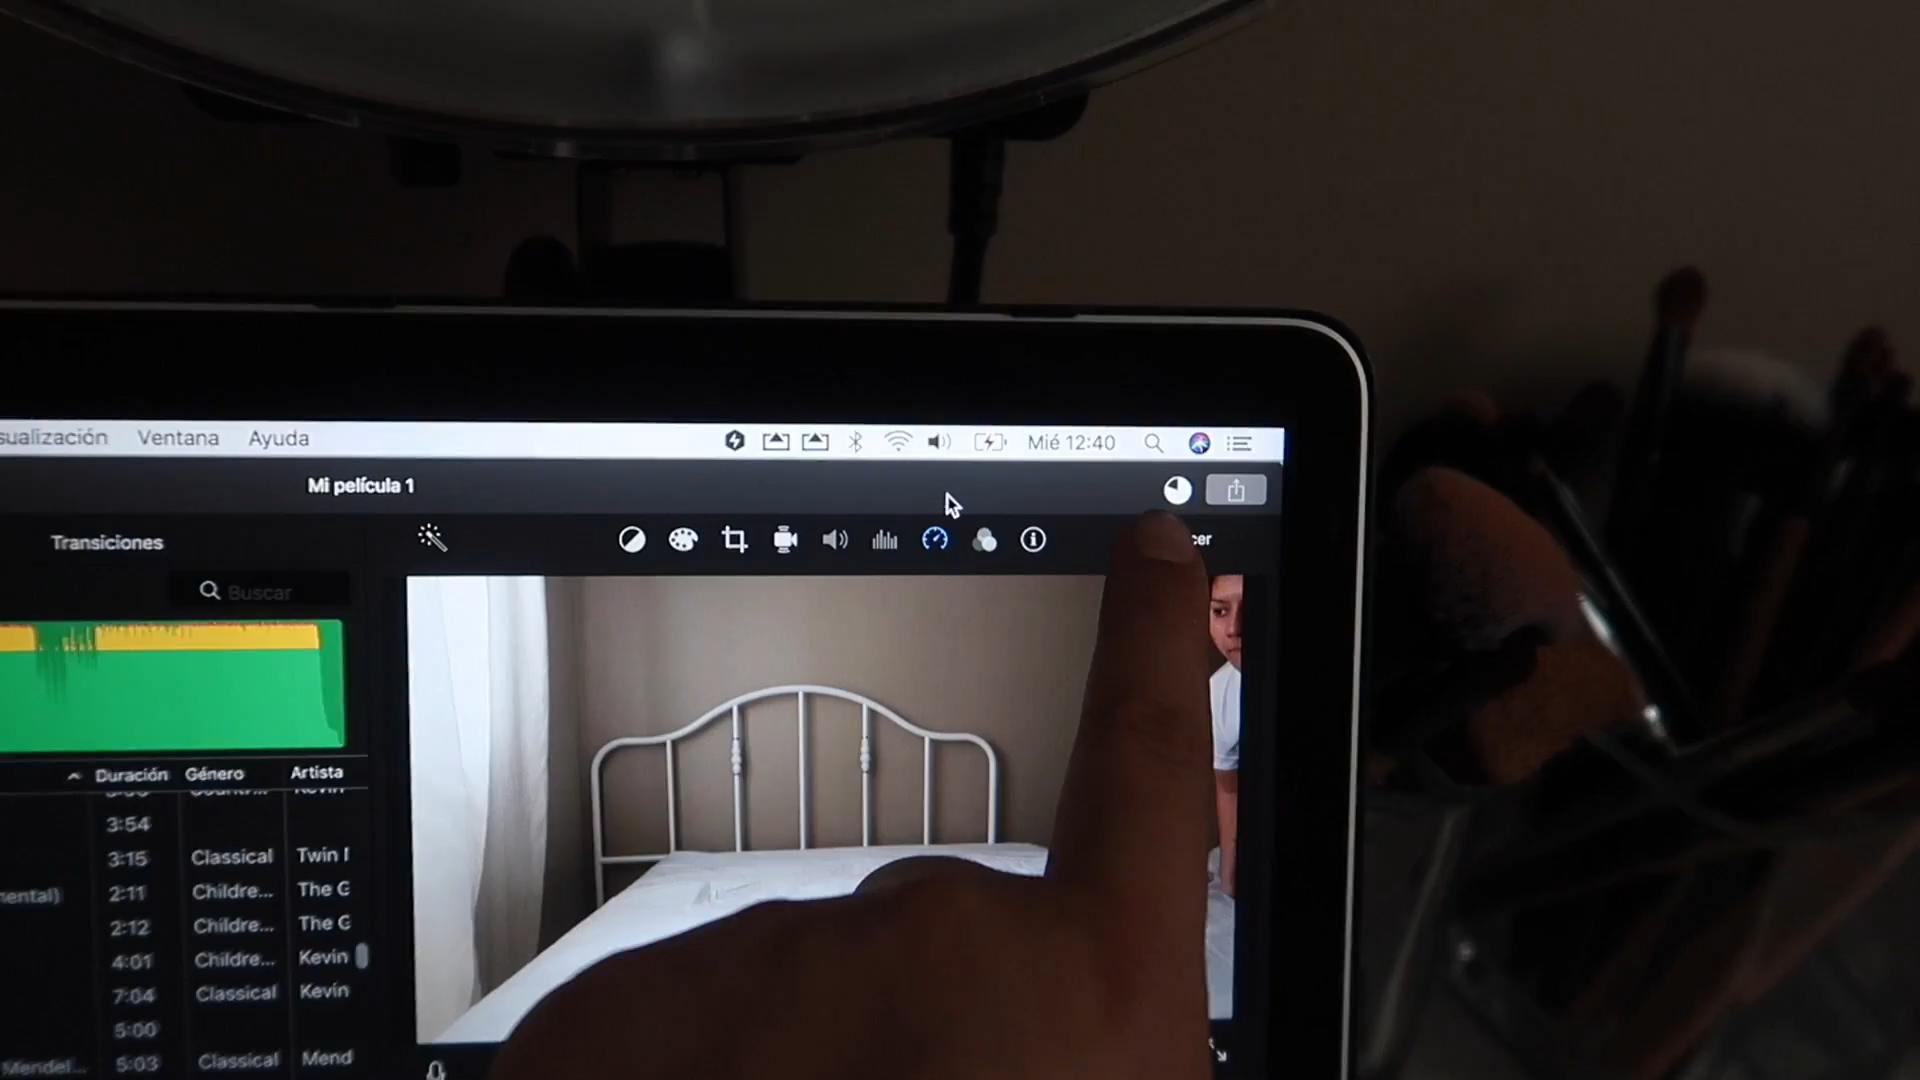 Ventana Ayuda Mié 12:40
Mi película 1
Transiciones
Buscar
Duración Género Artista
3:54
3:15 Classical Twin
2:11 Childre... The G
2:12 Childre... The G
4:01 Childre... Kevin
7:04 Classical Kevin
5:00
Mendel... 5:03 Classical Mend